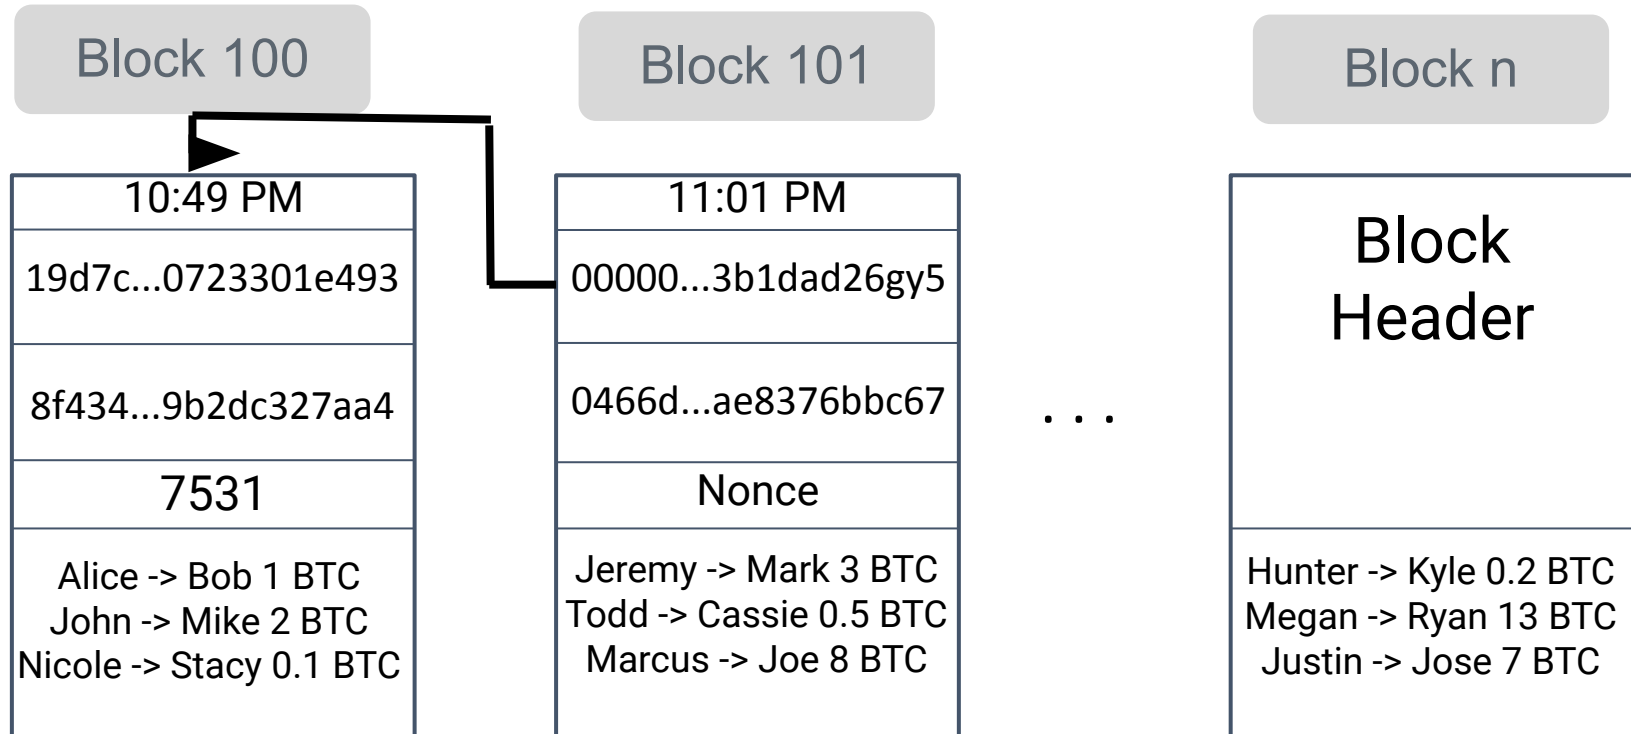 Block 100
10:49 PM
19d7c...0723301e493
8f434...9b2dc327aa4
7531
Alice -> Bob 1 BTC
John -> Mike 2 BTC
Nicole -> Stacy 0.1 BTC
Block 101
11:01 PM
00000...3b1dad26gy5
0466d...ae8376bbc67
Nonce
Jeremy -> Mark 3 BTC
Todd -> Cassie 0.5 BTC
Marcus -> Joe 8 BTC
. . .
Block n
Block
Header
Hunter -> Kyle 0.2 BTC
Megan -> Ryan 13 BTC
Justin -> Jose 7 BTC